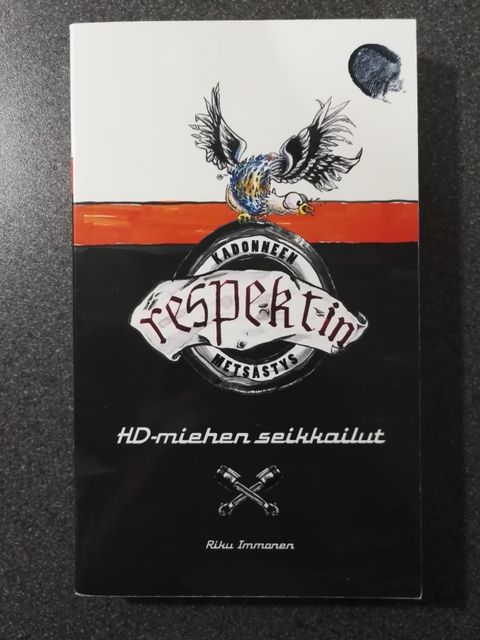 KADONNEEN
respektin
METSÄSTYS
HD-miehen seikkailut
Riku Immonen